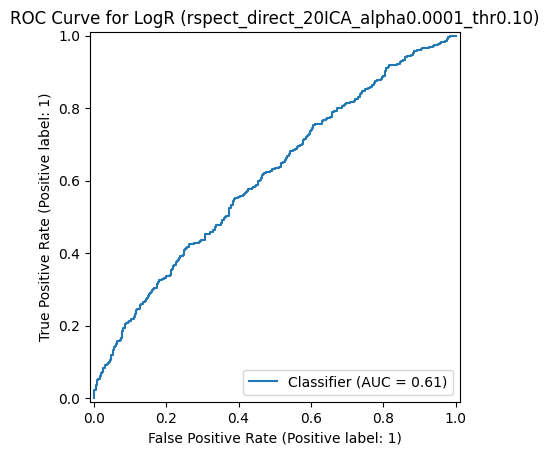 ROC Curve for LogR (rspect_direct_20ICA_alpha0.0001_thr0.10)
True Positive Rate (Positive label: 1)
1.0
0.8
0.6
0.4
0.2
0.0
Classifier (AUC = 0.61)
0.0 0.2 0.4 0.6 0.8 1.0
False Positive Rate (Positive label: 1)